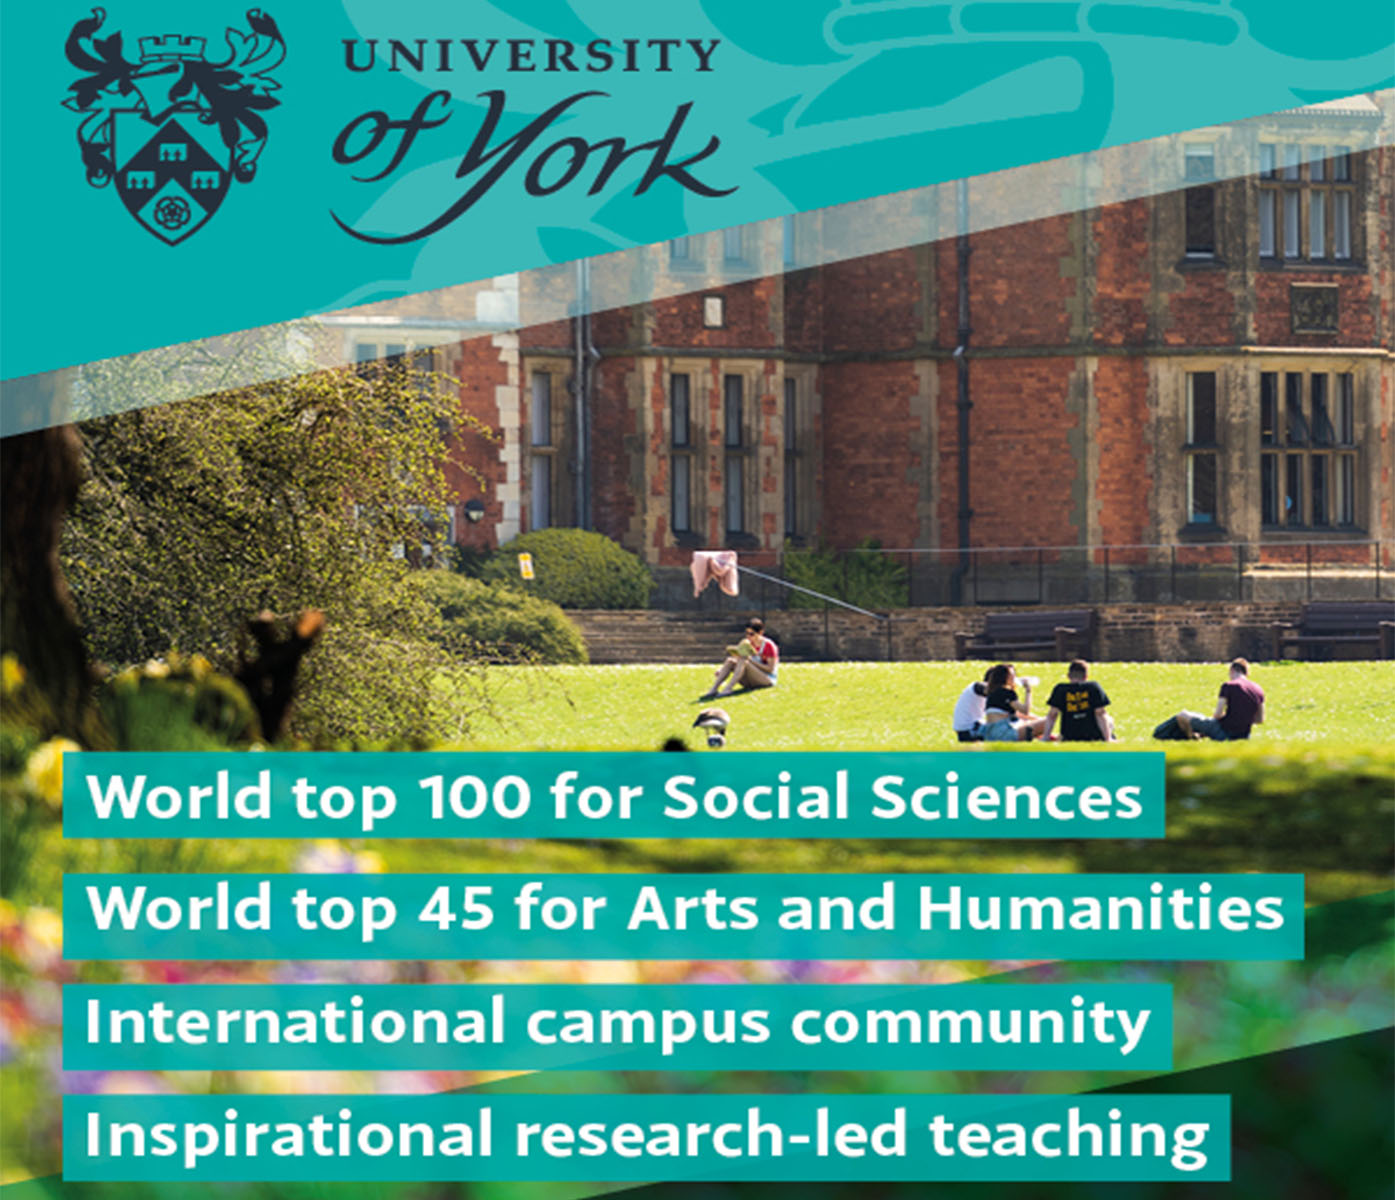 UNIVERSITY
of York
World top 100 for Social Sciences
World top 45 for Arts and Humanities
International campus community
Inspirational research-led teaching